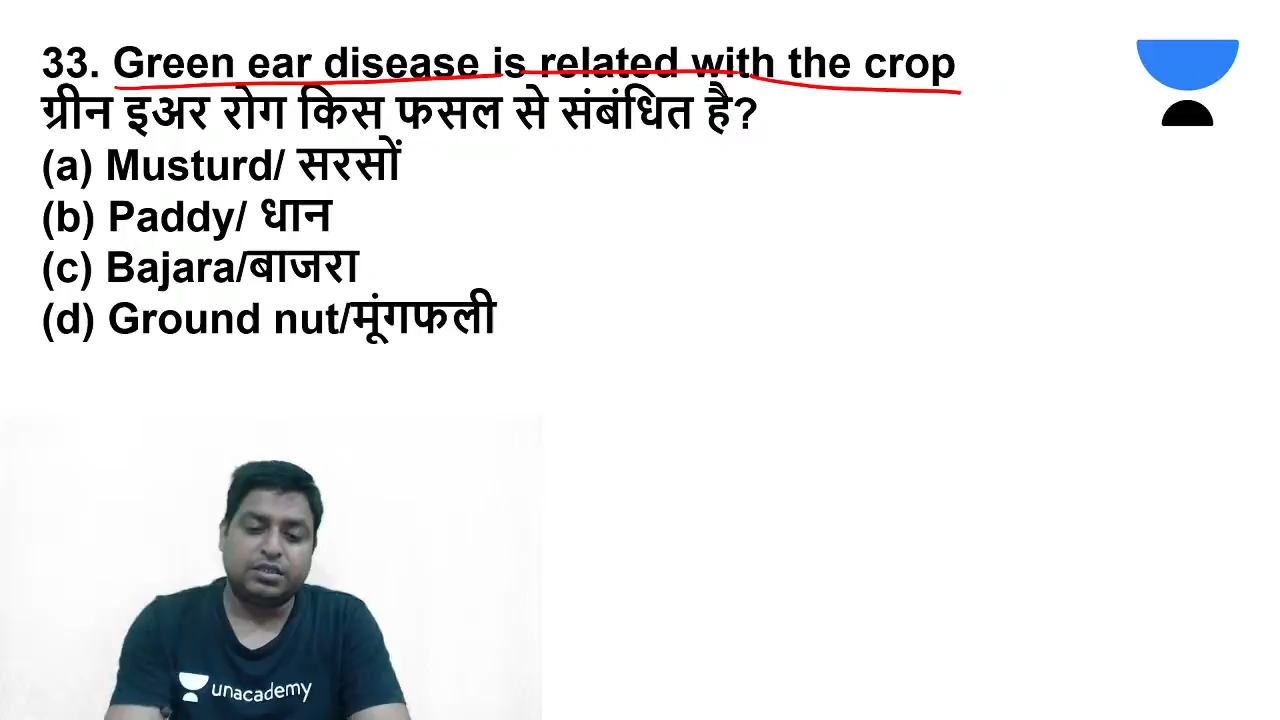 33. Green ear disease is related with the crop
ग्रीन इअर रोग किस फसल से संबंधित है?
(a) Musturd/ सरसों
(b) Paddy/ धान
(c) Bajara/बाजरा
(d) Ground nut/मूंगफली
unacademy